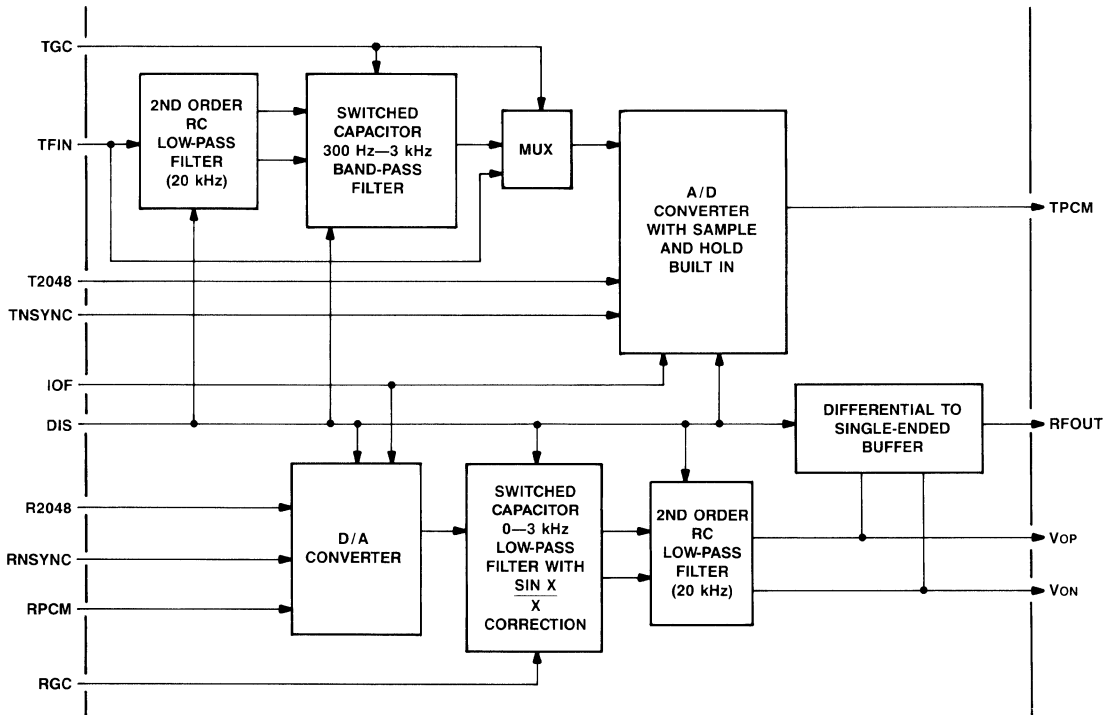 TGC
TFIN
2ND ORDER
RC
LOW-PASS
FILTER
(20 kHz)
SWITCHED
CAPACITOR
300 Hz—3 kHz
BAND-PASS
FILTER
MUX
A/D
CONVERTER
WITH SAMPLE
AND HOLD
BUILT IN
TPCM
T2048
TNSYNC
IOF
DIS
DIFFERENTIAL TO
SINGLE-ENDED
BUFFER
RFOUT
R2048
RNSYNC
RPCM
D/A
CONVERTER
SWITCHED
CAPACITOR
0—3 kHz
LOW-PASS
FILTER WITH
SIN X
X
CORRECTION
2ND ORDER
RC
LOW-PASS
FILTER
(20 kHz)
VOP
VON
RGC